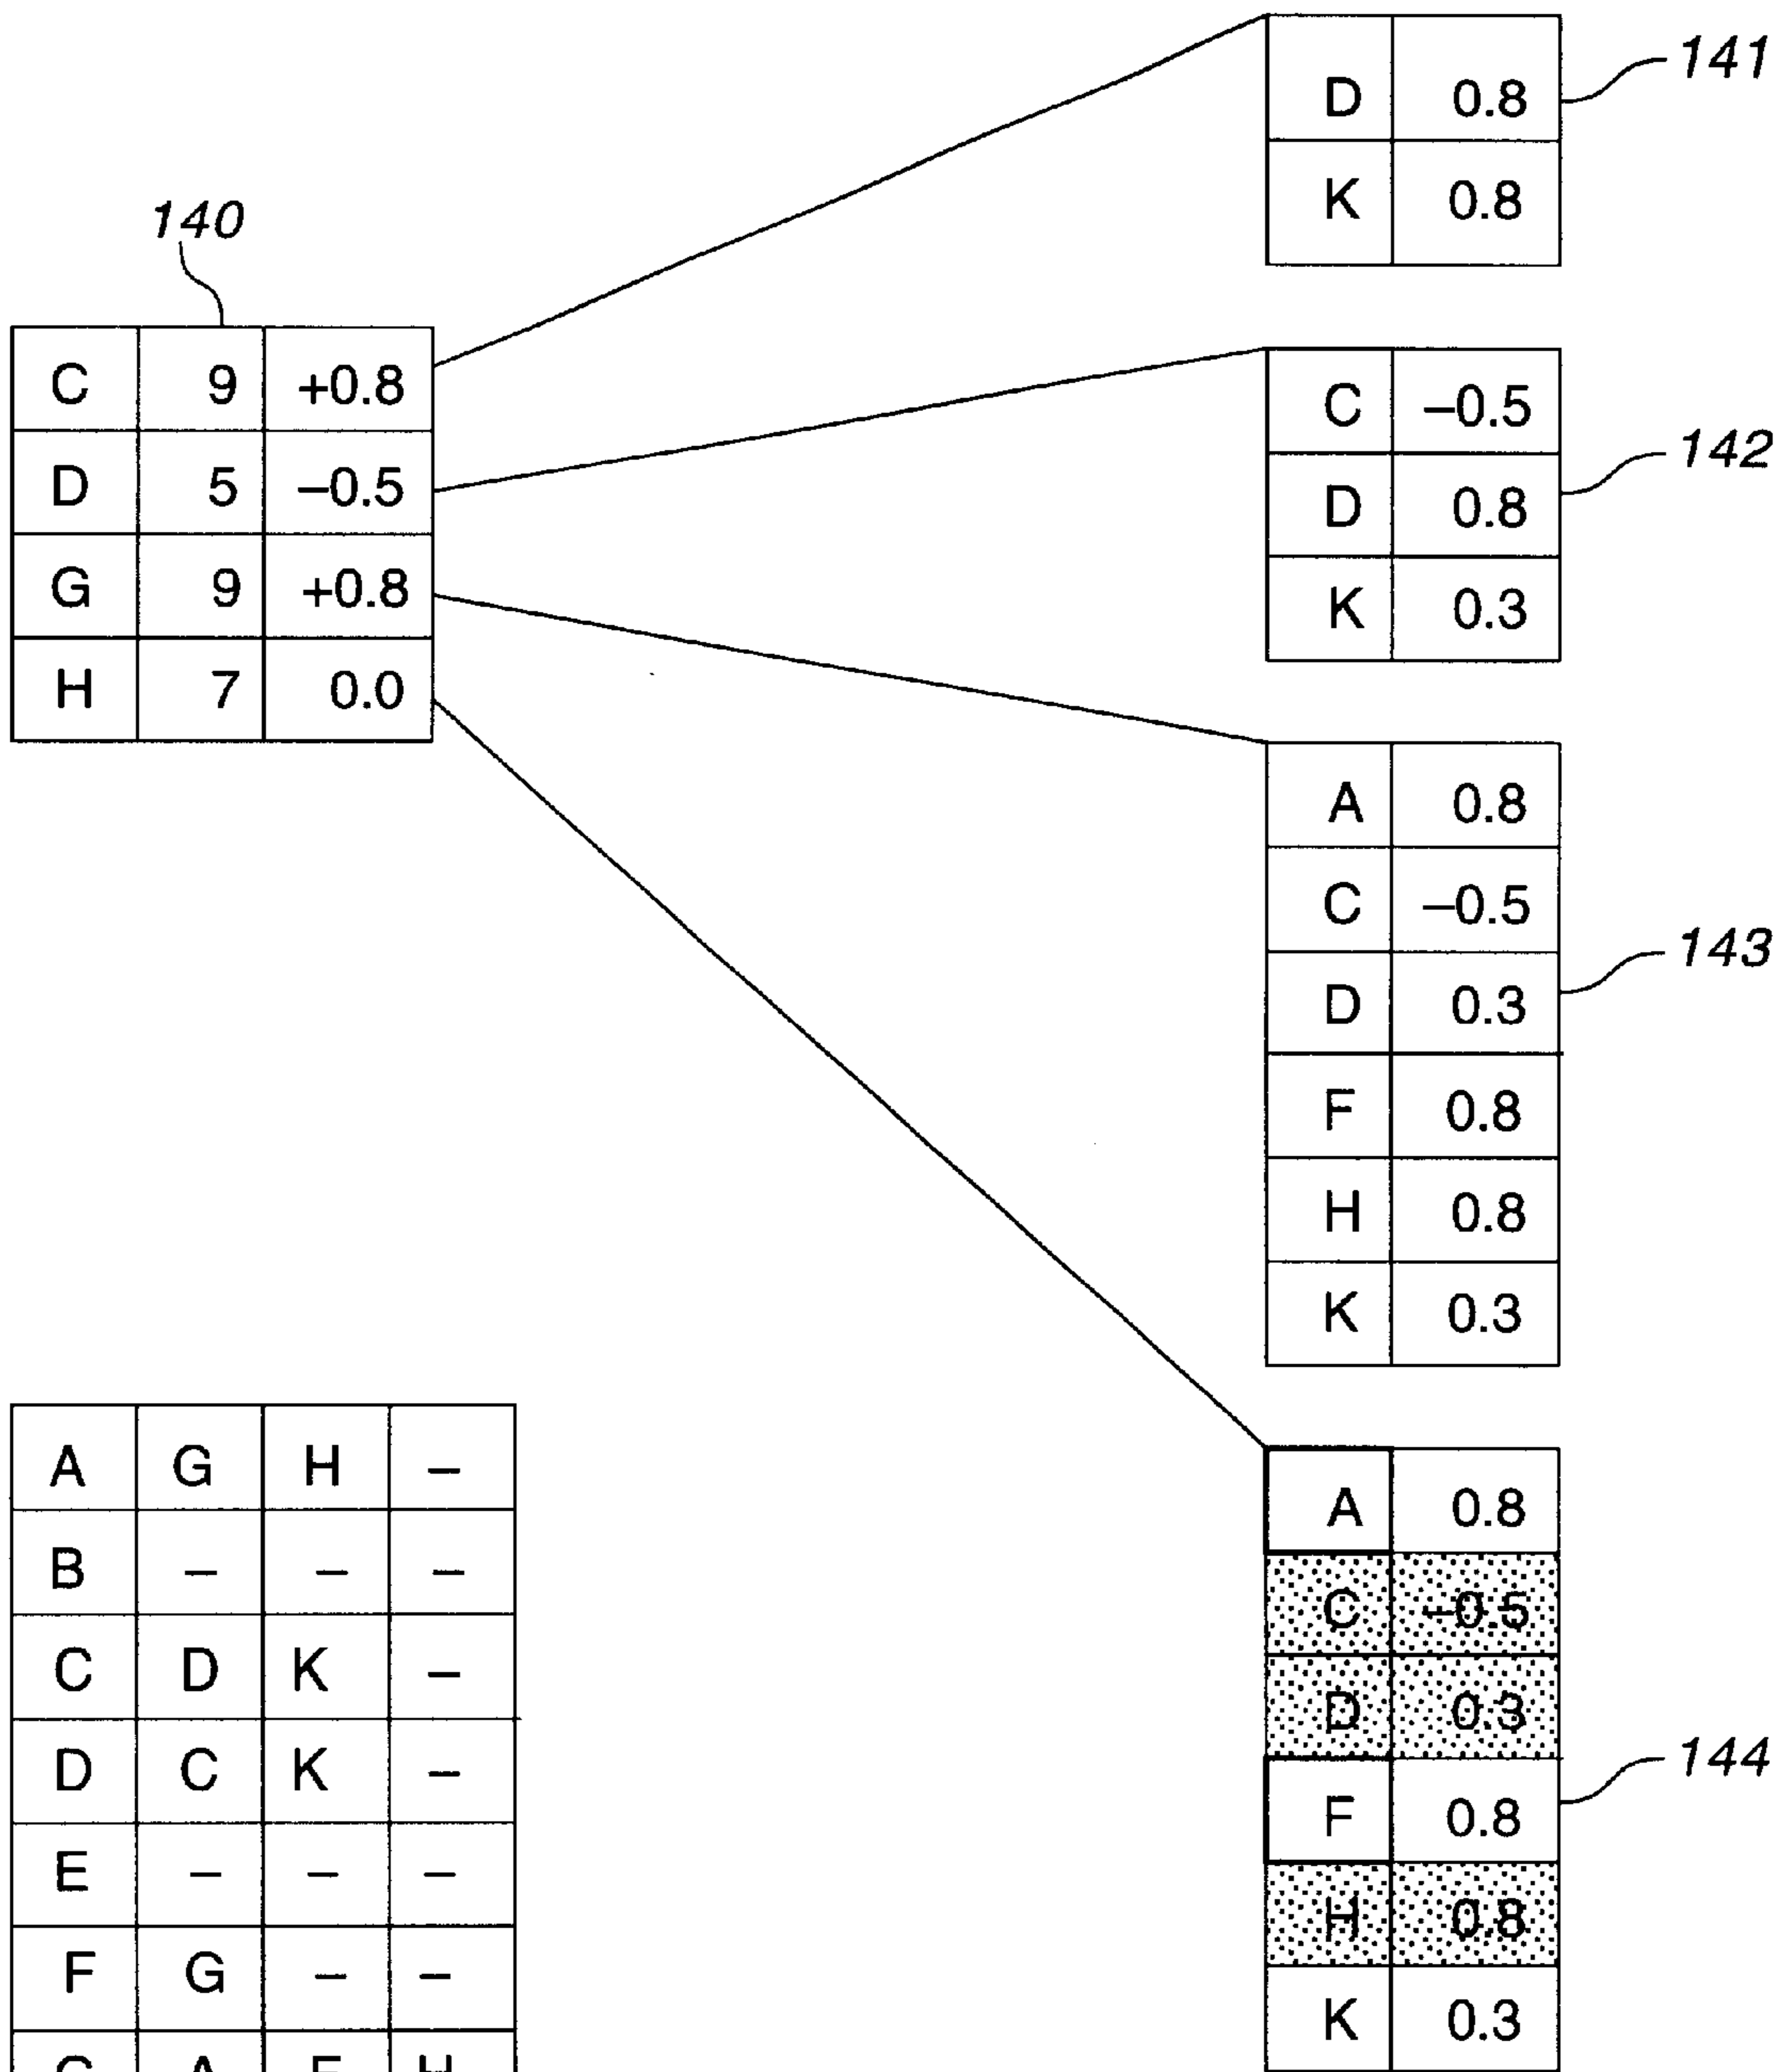 140
C 9 +0.8
D 5 –0.5
G 9 +0.8
H 7 0.0
141
D 0.8
K 0.8
142
C –0.5
D 0.8
K 0.3
143
A 0.8
C –0.5
D 0.3
F 0.8
H 0.8
K 0.3
144
A 0.8
C –0.5
D 0.3
F 0.8
H 0.8
K 0.3
A G H –
B – – –
C D K –
D C K –
E – – –
F G – –
G A F H